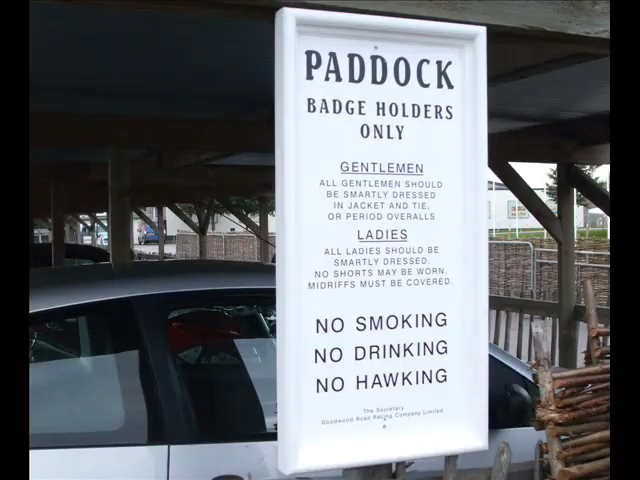 PADDOCK
BADGE HOLDERS
ONLY
GENTLEMEN
ALL GENTLEMEN SHOULD
BE SMARTLY DRESSED
IN JACKET AND TIE,
OR PERIOD OVERALLS
LADIES
ALL LADIES SHOULD BE
SMARTLY DRESSED.
NO SHORTS MAY BE WORN.
MIDRIFFS MUST BE COVERED.
NO SMOKING
NO DRINKING
NO HAWKING
The Secretary
Goodwood Road Racing Company Limited